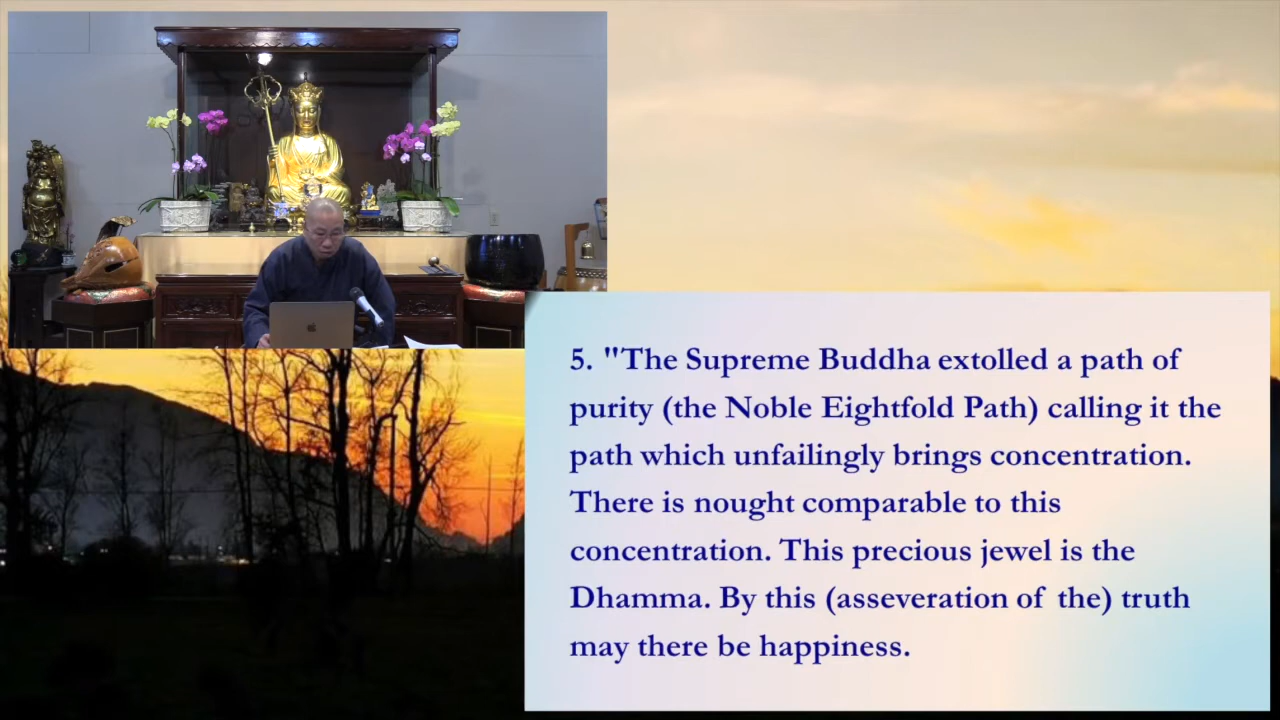 5. "The Supreme Buddha extolled a path of
purity (the Noble Eightfold Path) calling it the
path which unfailingly brings concentration.
There is nought comparable to this
concentration. This precious jewel is the
Dhamma. By this (asseveration of the) truth
may there be happiness.